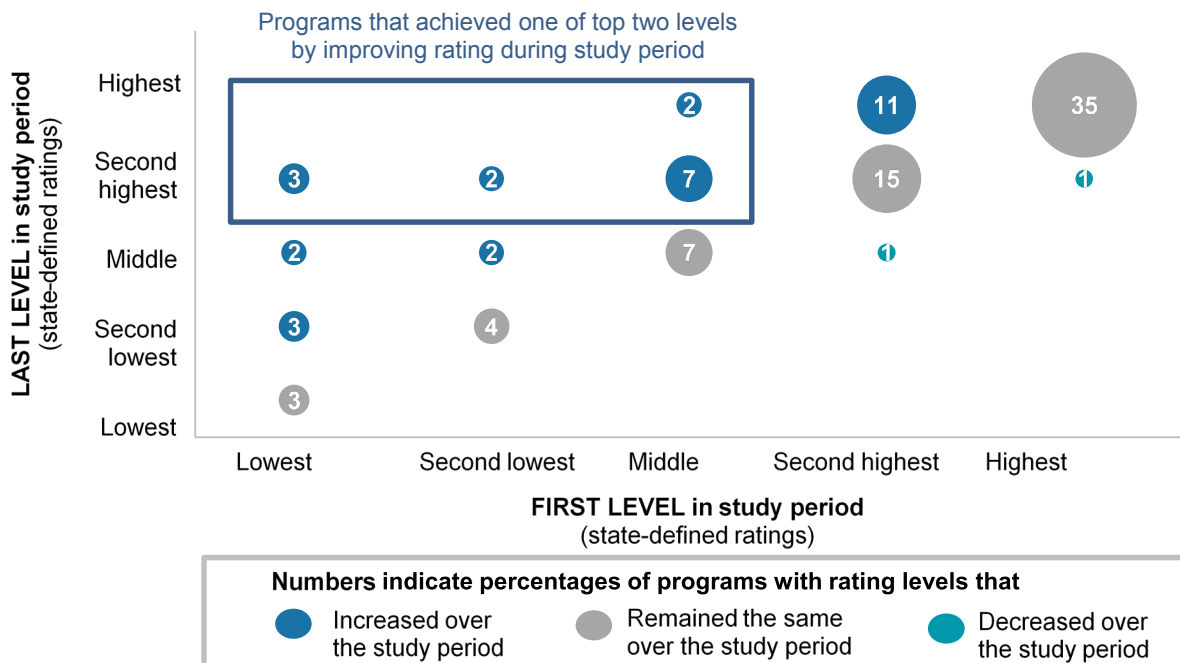 Programs that achieved one of top two levels
by improving rating during study period
LAST LEVEL in study period
(state-defined ratings)
Highest
2
11
35
Second
highest
3
2
7
15
1
Middle
2
2
7
1
Second
lowest
3
4
Lowest
3
Lowest
Second lowest
Middle
Second highest
Highest
FIRST LEVEL in study period
(state-defined ratings)
Numbers indicate percentages of programs with rating levels that
Increased over
the study period
Remained the same
over the study period
Decreased over
the study period